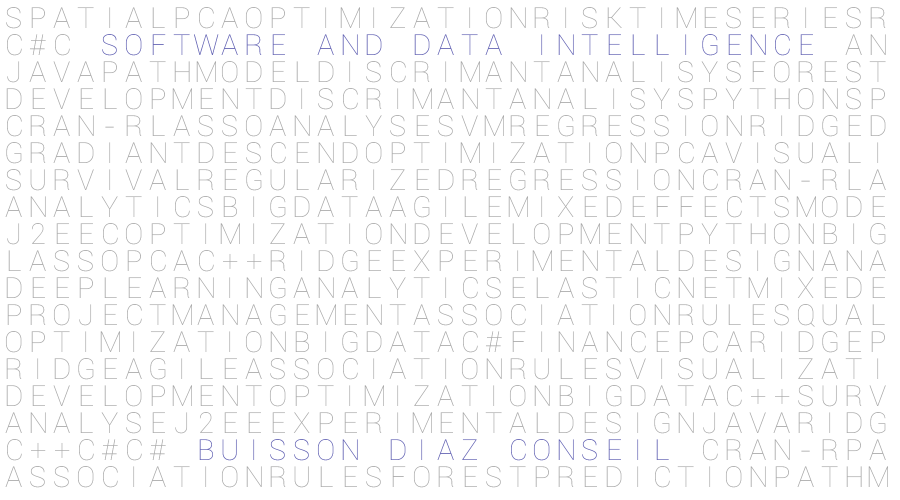 SPATIALPCAOPTIMIZATIONRISKTIMESERIESR
C#C SOFTWARE AND DATA INTELLIGENCE AN
JAVAPATHMODELDISCRIMANTANALISYSFOREST
DEVELOPMENTDISCRIMANTANALISYSPYTHONSP
CRAN-RLASSOANALYSESVMREGRESSIONRIDGED
GRADIANTDESCENDOPTIMIZATIONPCAVISUALI
SURVIVALREGULARIZEDREGRESSIONCRAN-RLA
ANALYTICSBIGDATAAGILEMIXEDEFFECTSMODE
J2EECOPTIMIZATIONDEVELOPMENTPYTHONBIG
LASSOPCAC++RIDGEEXPERIMENTALDESIGNANA
DEEPLEARNINGANALYTICSELASTICNETMIXEDE
PROJECTMANAGEMENTASSOCIATIONRULESQUAL
OPTIMIZATIONBIGDATAC#FINANCEPCARIDGEP
RIDGEAGILEASSOCIATIONRULESVISUALIZATI
DEVELOPMENTOPTIMIZATIONBIGDATAC++SURV
ANALYSEJ2EEEXPERIMENTALDESIGNJAVARIDG
C++C#C# BUISSON DIAZ CONSEIL CRAN-RPA
ASSOCIATIONRULESFORESTPREDICTIONPATHM